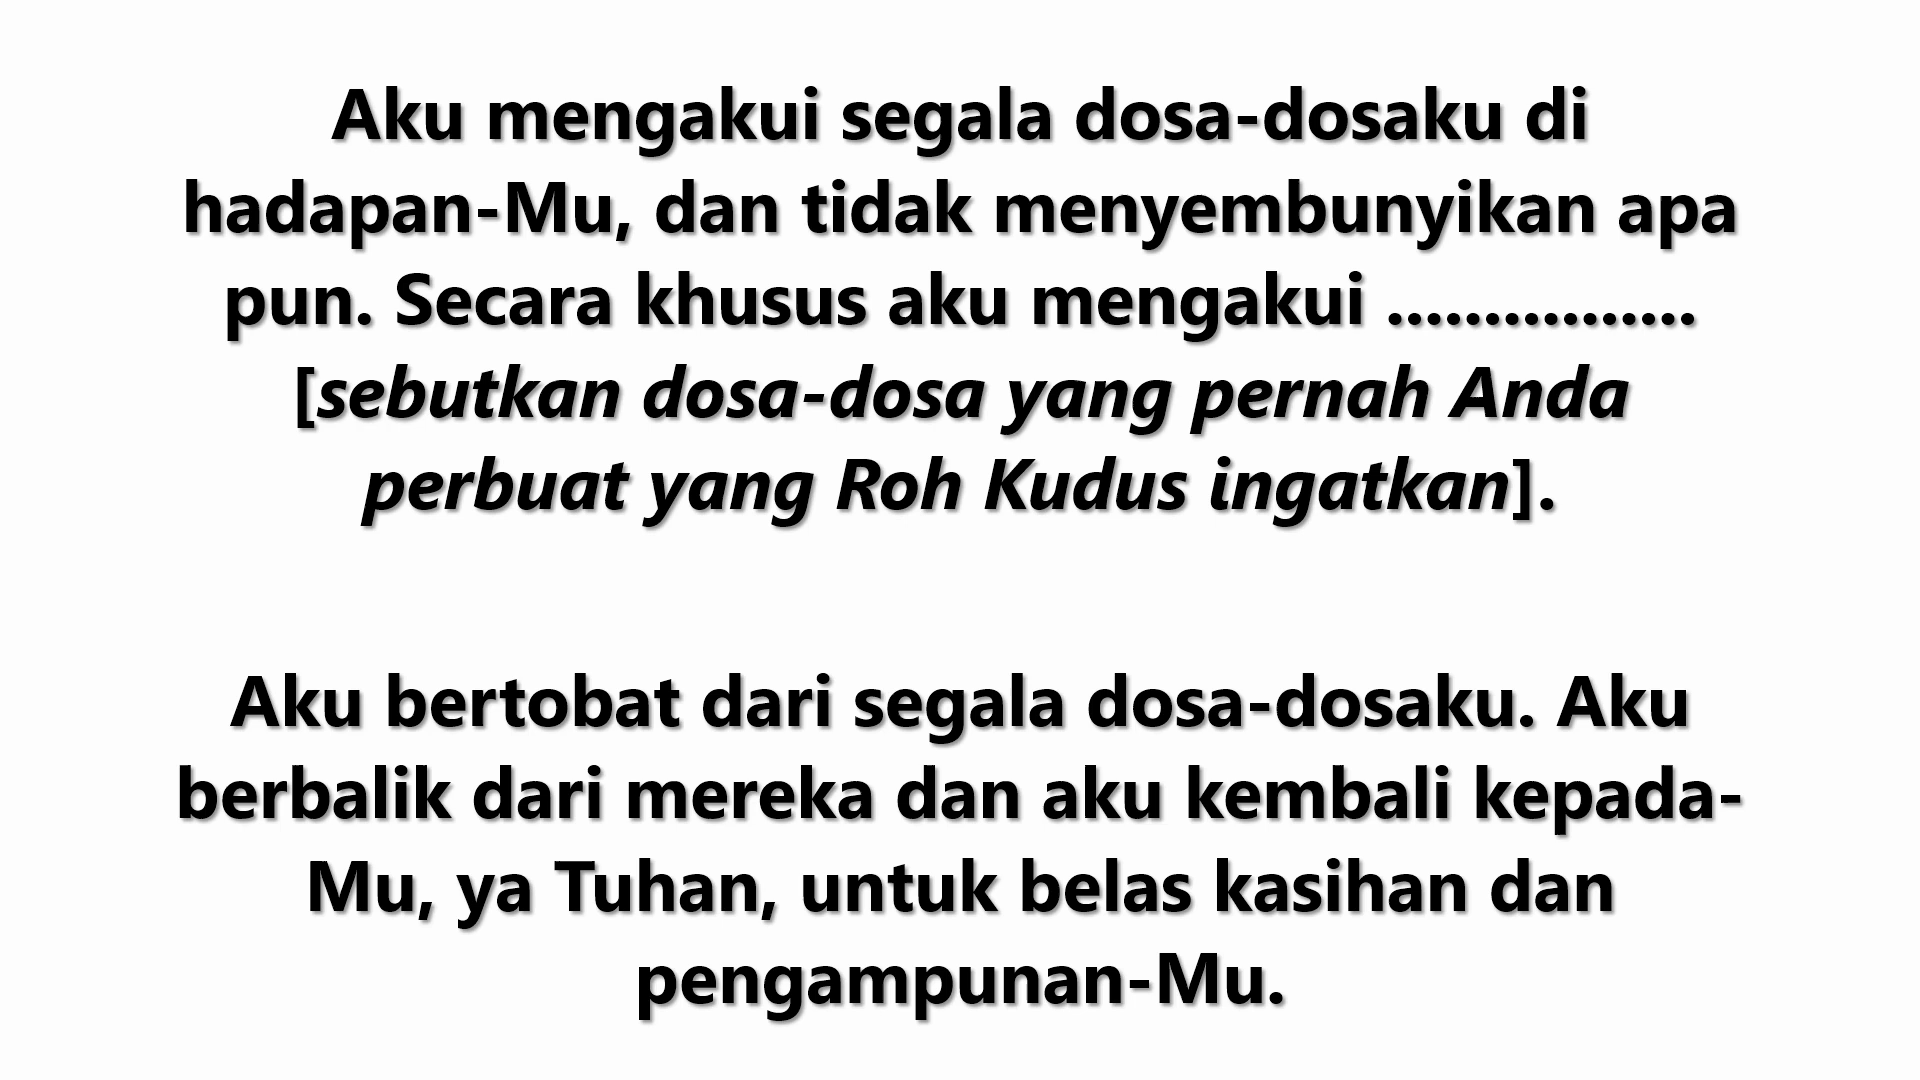 Aku mengakui segala dosa-dosaku di
hadapan-Mu, dan tidak menyembunyikan apa
pun. Secara khusus aku mengakui ................
[sebutkan dosa-dosa yang pernah Anda
perbuat yang Roh Kudus ingatkan].
Aku bertobat dari segala dosa-dosaku. Aku
berbalik dari mereka dan aku kembali kepada-
Mu, ya Tuhan, untuk belas kasihan dan
pengampunan-Mu.